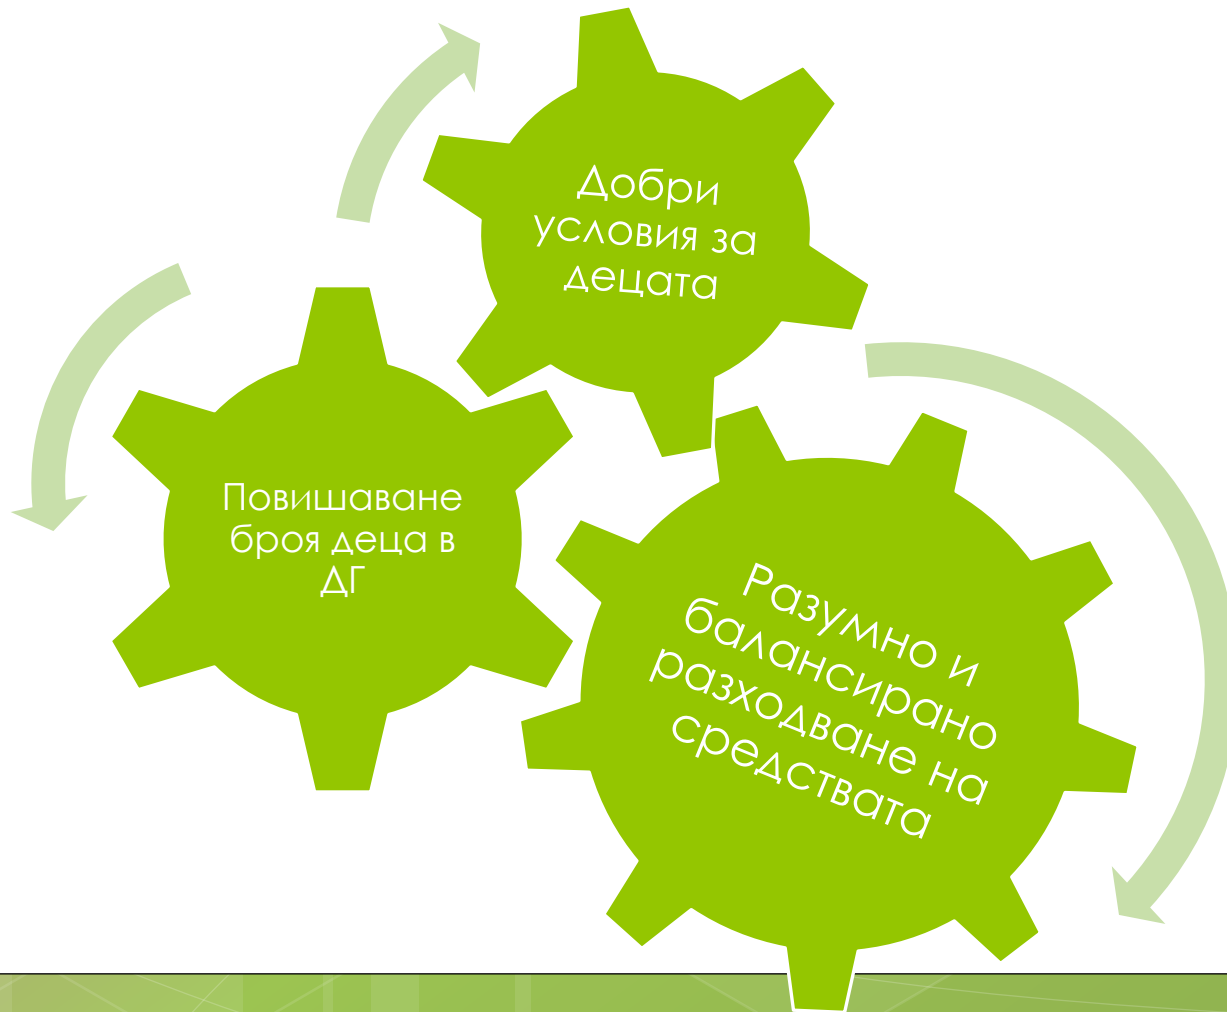 Добри
условия за
децата
Повишаване
броя деца в
ДГ
Разумно и
балансирано
разходване на
средствата